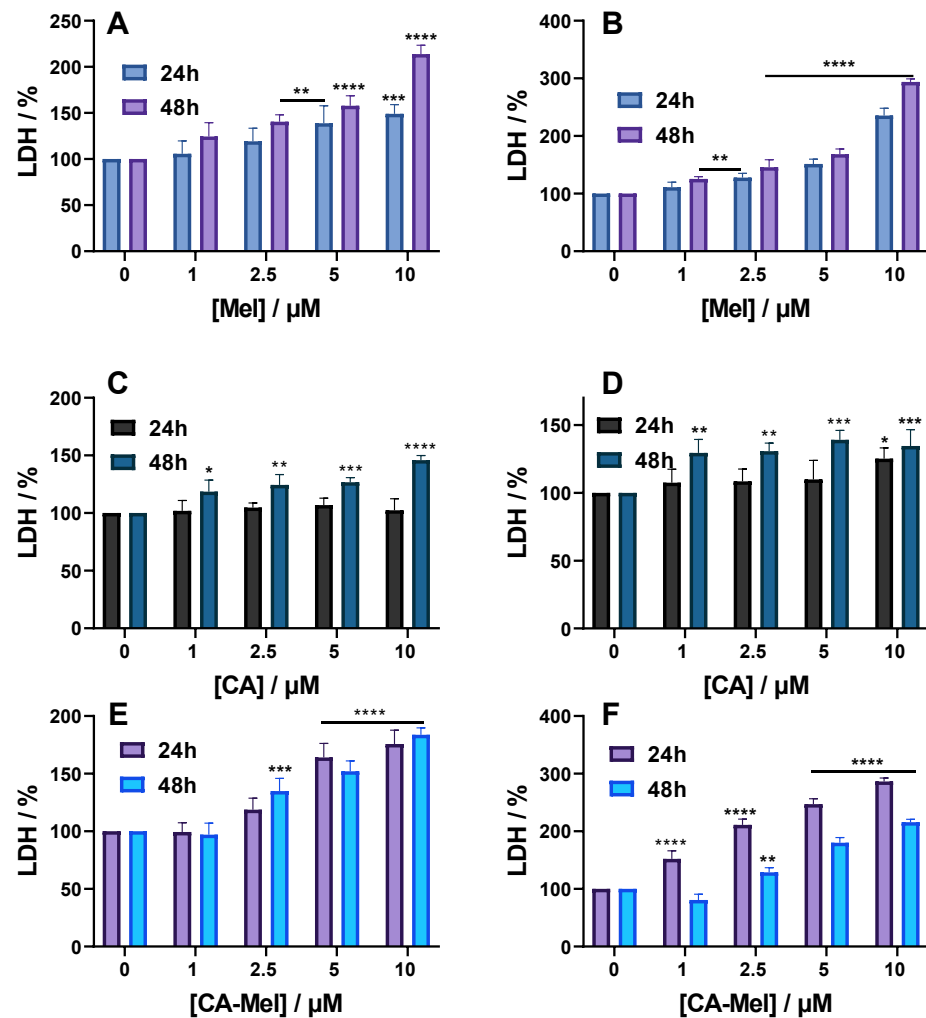 A
LDH / %
250
200
150
100
50
0
24h
48h
**
****
***
****
0 1 2.5 5 10
[Mel] / µM
B
LDH / %
400
300
200
100
0
24h
48h
**
****
0 1 2.5 5 10
[Mel] / µM
C
LDH / %
200
150
100
50
0
24h
48h
*
**
***
****
0 1 2.5 5 10
[CA] / µM
D
LDH / %
150
100
50
0
24h
48h
**
**
***
*
***
0 1 2.5 5 10
[CA] / µM
E
LDH / %
200
150
100
50
0
24h
48h
***
****
0 1 2.5 5 10
[CA-Mel] / µM
F
LDH / %
400
300
200
100
0
24h
48h
****
****
**
****
0 1 2.5 5 10
[CA-Mel] / µM